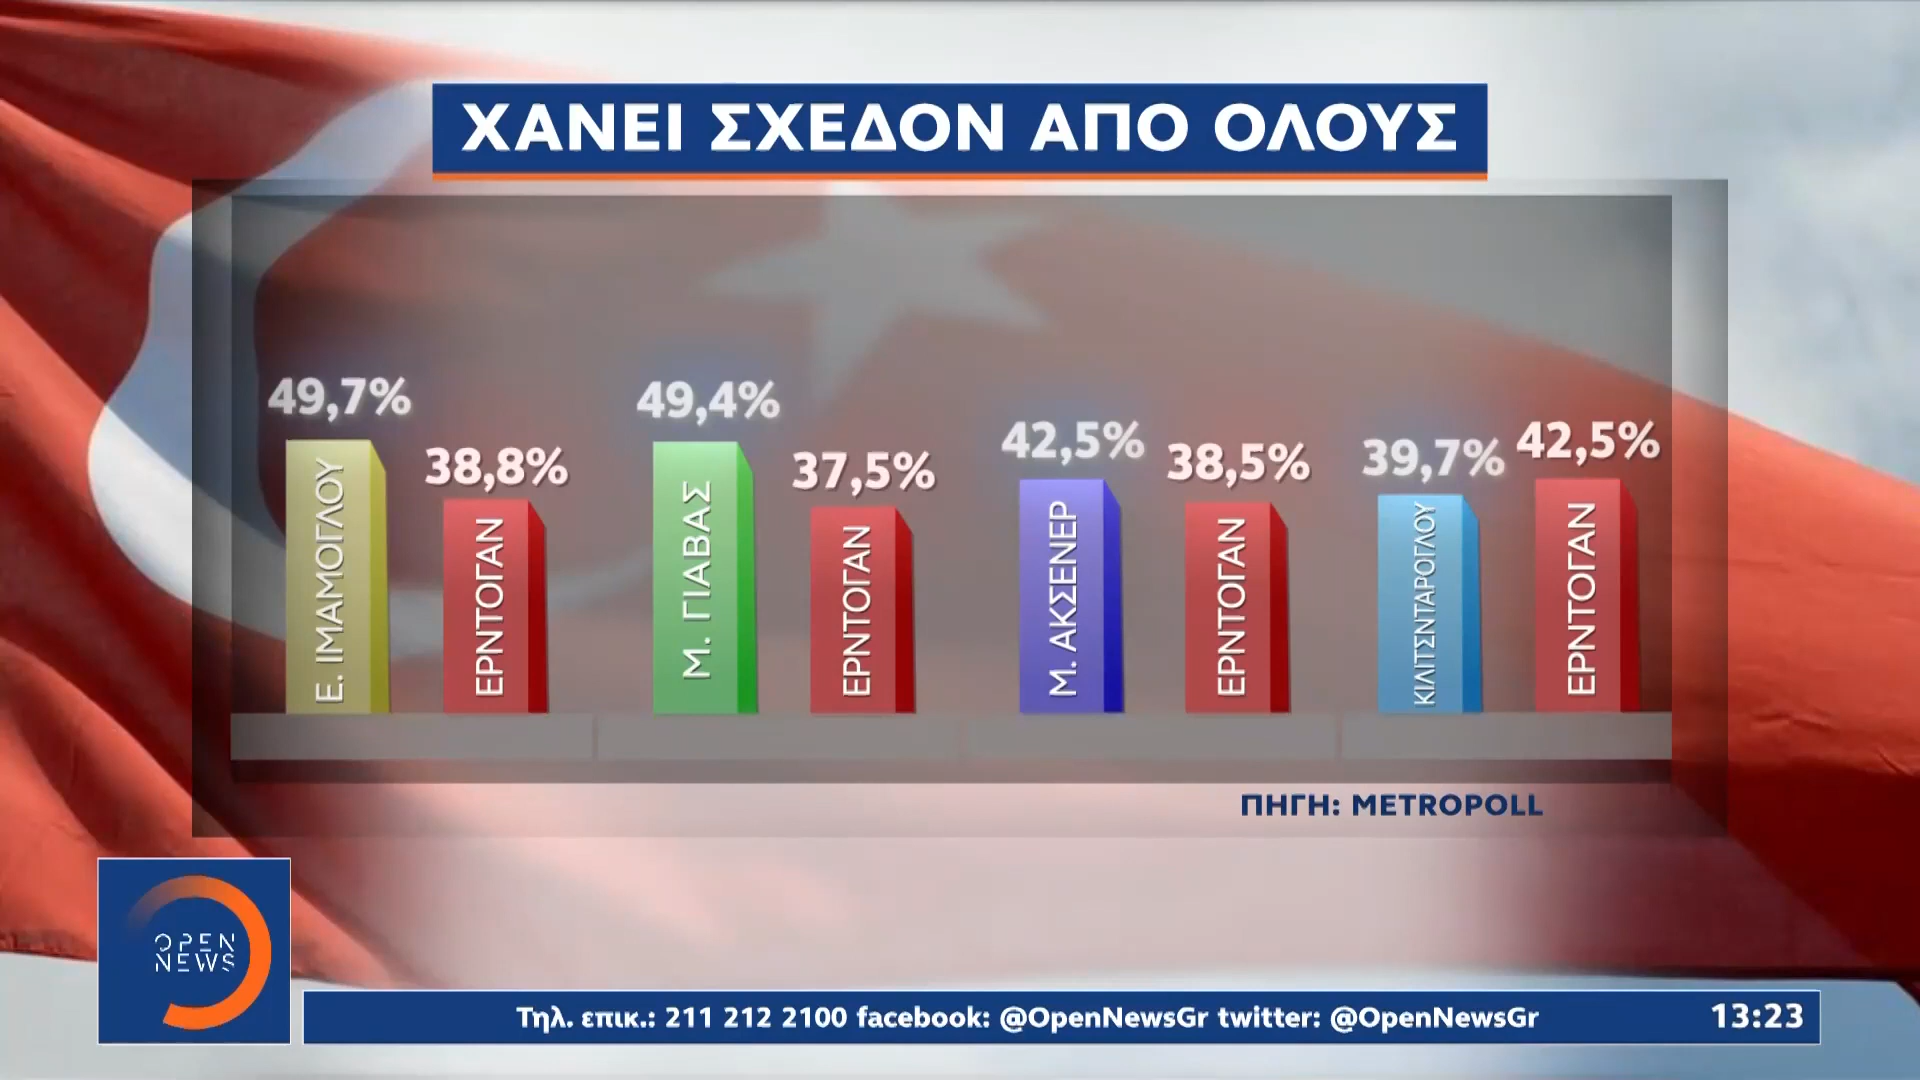 ΧΑΝΕΙ ΣΧΕΔΟΝ ΑΠΟ ΟΛΟΥΣ
49,7% 38,8% 49,4% 37,5% 42,5% 38,5% 39,7% 42,5%
Ε. ΙΜΑΜΟΓΛΟΥ
ΕΡΝΤΟΓΑΝ
Μ. ΓΙΑΒΑΣ
ΕΡΝΤΟΓΑΝ
Μ. ΑΚΣΕΝΕΡ
ΕΡΝΤΟΓΑΝ
ΚΙΛΙΤΣΝΤΑΡΟΓΛΟΥ
ΕΡΝΤΟΓΑΝ
ΠΗΓΗ: METROPOLL
OPEN
NEWS
Τηλ. επικ.: 211 212 2100 facebook: @OpenNewsGr twitter: @OpenNewsGr 13:23